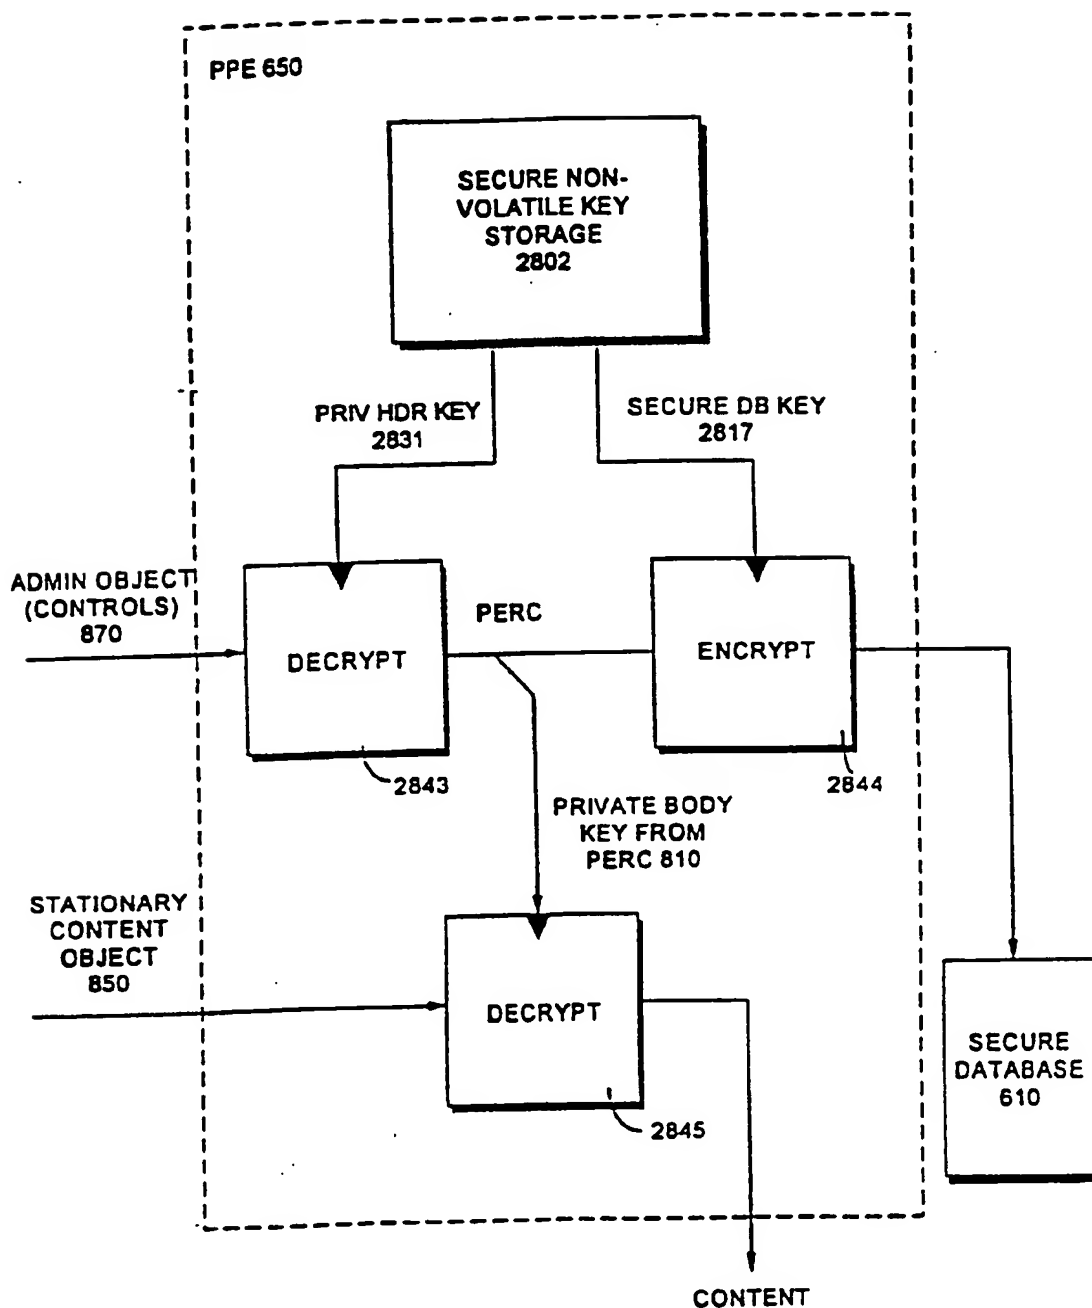 PPE 650
SECURE NON-
VOLATILE KEY
STORAGE
2802
PRIV HDR KEY
2831
SECURE DB KEY
2817
ADMIN OBJECT
(CONTROLS)
870
DECRYPT
PERC
ENCRYPT
2843
2844
PRIVATE BODY
KEY FROM
PERC 810
STATIONARY
CONTENT
OBJECT
850
DECRYPT
2845
SECURE
DATABASE
610
CONTENT